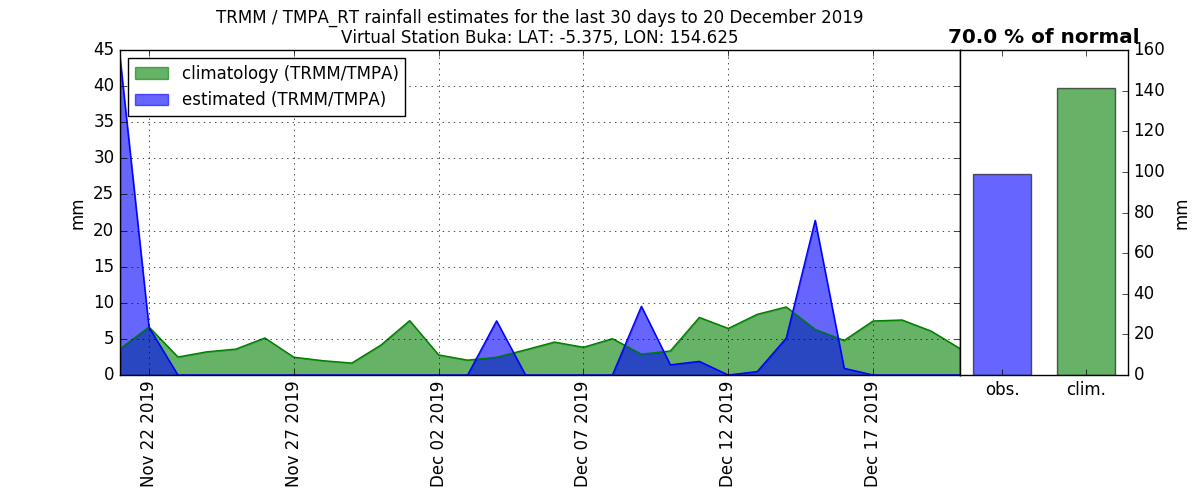 TRMM / TMPA_RT rainfall estimates for the last 30 days to 20 December 2019
Virtual Station Buka: LAT: -5.375, LON: 154.625
70.0 % of normal
climatology (TRMM/TMPA)
estimated (TRMM/TMPA)
45
40
35
30
25
20
15
10
5
0
mm
Nov 22 2019
Nov 27 2019
Dec 02 2019
Dec 07 2019
Dec 12 2019
Dec 17 2019
160
140
120
100
80
60
40
20
0
mm
obs.
clim.